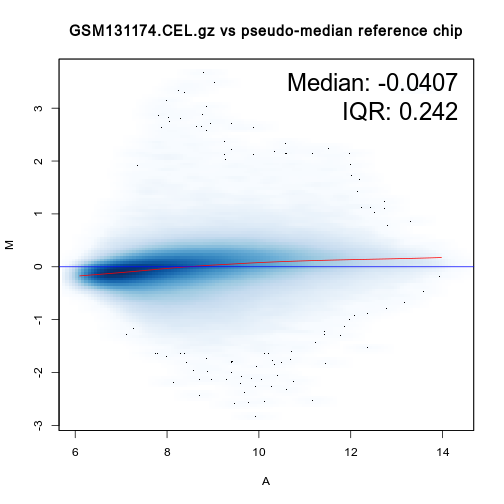 GSM131174.CEL.gz vs pseudo-median reference chip
Median: -0.0407
IQR: 0.242
M
3
2
1
0
-1
-2
-3
6 8 10 12 14
A